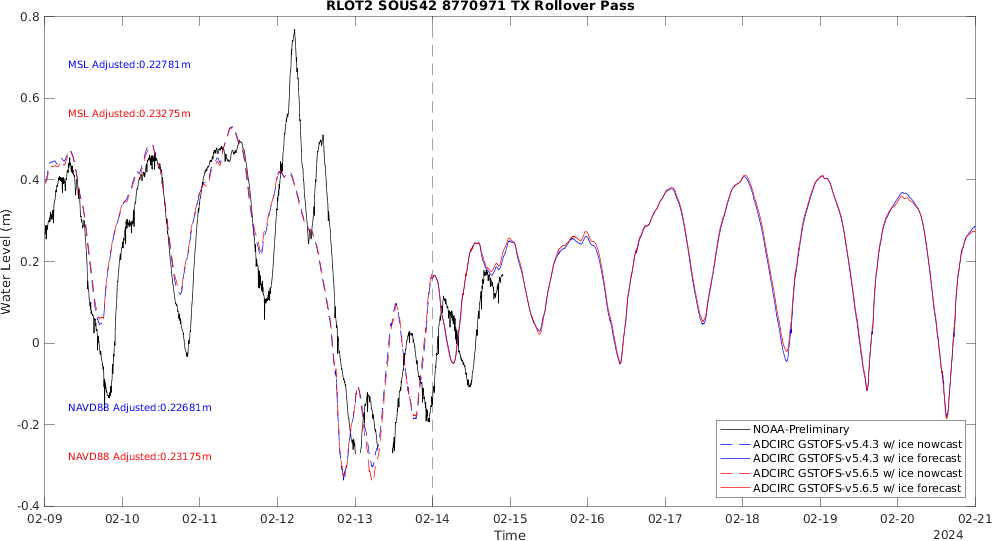 RLOT2 SOUS42 8770971 TX Rollover Pass
0.8
0.6
0.4
0.2
0
-0.2
-0.4
Water Level (m)
MSL Adjusted:0.22781m
MSL Adjusted:0.23275m
NAVD88 Adjusted:0.22681m
NAVD88 Adjusted:0.23175m
NOAA-Preliminary
ADCIRC GSTOFS-v5.4.3 w/ ice nowcast
ADCIRC GSTOFS-v5.4.3 w/ ice forecast
ADCIRC GSTOFS-v5.6.5 w/ ice nowcast
ADCIRC GSTOFS-v5.6.5 w/ ice forecast
02-09 02-10 02-11 02-12 02-13 02-14 02-15 02-16 02-17 02-18 02-19 02-20 02-21
Time
2024